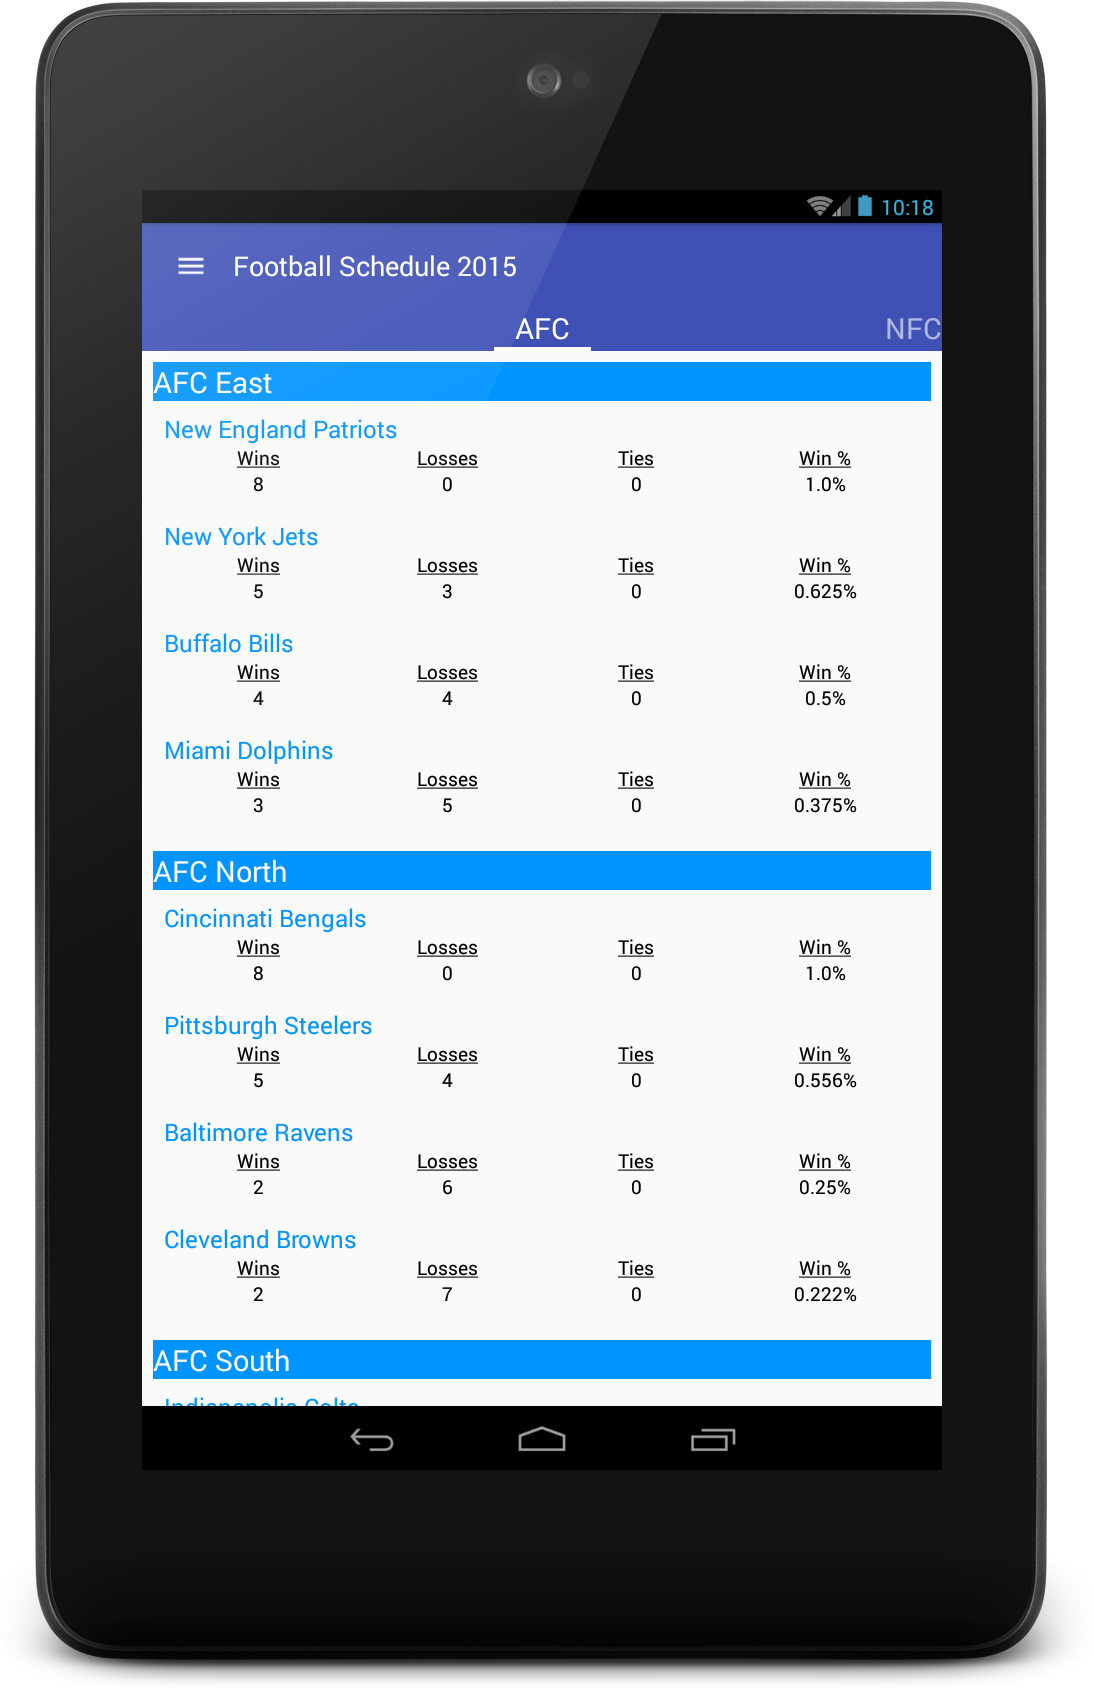 10:18
Football Schedule 2015
AFC NFC
AFC East
New England Patriots
Wins Losses Ties Win %
8 0 0 1.0%
New York Jets
Wins Losses Ties Win %
5 3 0 0.625%
Buffalo Bills
Wins Losses Ties Win %
4 4 0 0.5%
Miami Dolphins
Wins Losses Ties Win %
3 5 0 0.375%
AFC North
Cincinnati Bengals
Wins Losses Ties Win %
8 0 0 1.0%
Pittsburgh Steelers
Wins Losses Ties Win %
5 4 0 0.556%
Baltimore Ravens
Wins Losses Ties Win %
2 6 0 0.25%
Cleveland Browns
Wins Losses Ties Win %
2 7 0 0.222%
AFC South
Indianapolis Colts